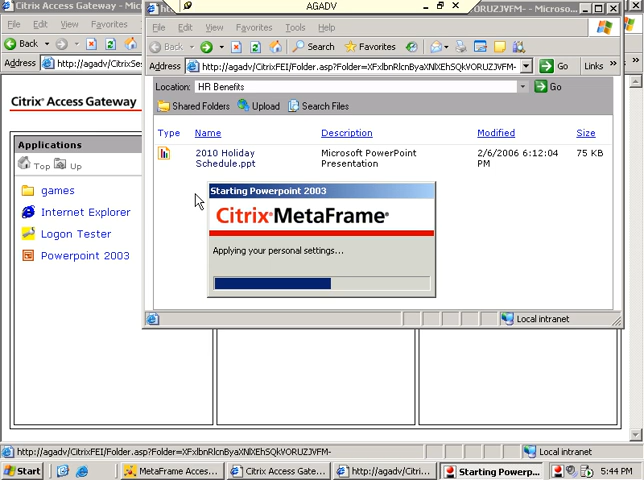 AGADV
Citrix Access Gateway - Micros
ORUZJVFM- - Microso...
File Edit View Favorites
File Edit View Favorites Tools Help
Back
Back Search Favorites
Address http://agadv/CitrixSe
Address http://agadv/CitrixFEI/Folder.asp?Folder=XFxlbnRlcnByaXNlXEhSQkVORUZJVFM- Go Links »
Location: HR Benefits Go
Shared Folders Upload Search Files
Citrix® Access Gateway
Type Name Description Modified Size
2010 Holiday Microsoft PowerPoint 2/6/2006 6:12:04 75 KB
Schedule.ppt Presentation PM
Applications
Top Up
games
Internet Explorer
Logon Tester
Powerpoint 2003
Starting Powerpoint 2003
Citrix® MetaFrame®
Applying your personal settings...
Local intranet
http://agadv/CitrixFEI/Folder.asp?Folder=XFxlbnRlcnByaXNlXEhSQkVORUZJVFM- Local intranet
Start MetaFrame Acces... Citrix Access Gate... http://agadv/Citri... Starting Powerp... 5:44 PM